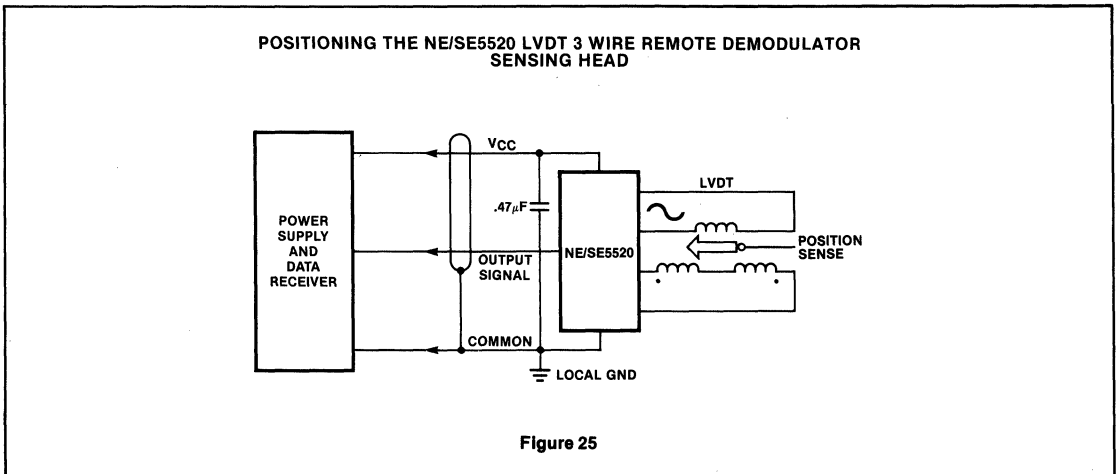 POSITIONING THE NE/SE5520 LVDT 3 WIRE REMOTE DEMODULATOR
SENSING HEAD
VCC
LVDT
.47µF
POWER
SUPPLY
AND
DATA
RECEIVER
OUTPUT
SIGNAL
NE/SE5520
POSITION
SENSE
COMMON
LOCAL GND
Figure 25